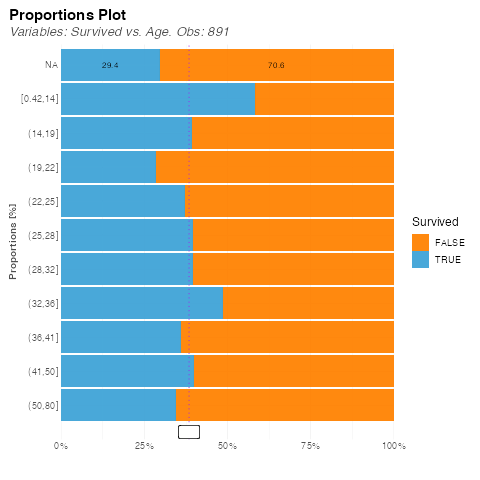 Proportions Plot
Variables: Survived vs. Age. Obs: 891
NA
29.4
70.6
[0.42,14]
(14,19]
(19,22]
(22,25]
(25,28]
(28,32]
(32,36]
(36,41]
(41,50]
(50,80]
Proportions [%]
0%
25%
50%
75%
100%
Survived
FALSE
TRUE